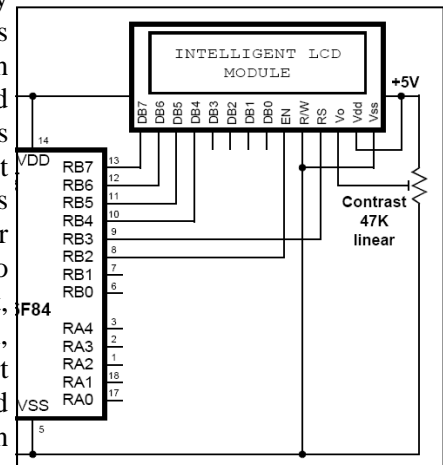 INTELLIGENT LCD
MODULE
DB7
DB6
DB5
DB4
DB3
DB2
DB1
DB0
EN
R/W
RS
Vo
Vdd
Vss
+5V
14
VDD
RB7 13
RB6 12
RB5 11
RB4 10
RB3 9
RB2 8
RB1 7
RB0 6
F84
RA4 3
RA3 2
RA2 1
RA1 18
RA0 17
VSS
5
Contrast
47K
linear